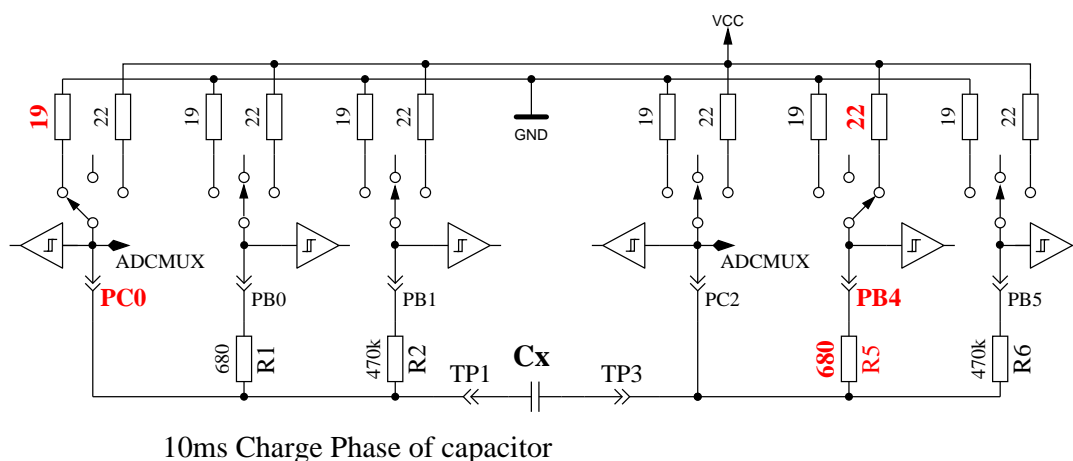 VCC
19 22 19 22 19 22 GND 19 22 19 22 19 22
ADCMUX ADCMUX
PC0 PB0 PB1 PC2 PB4 PB5
680 R1 470k R2 Cx 680 R5 470k R6
TP1 TP3
10ms Charge Phase of capacitor